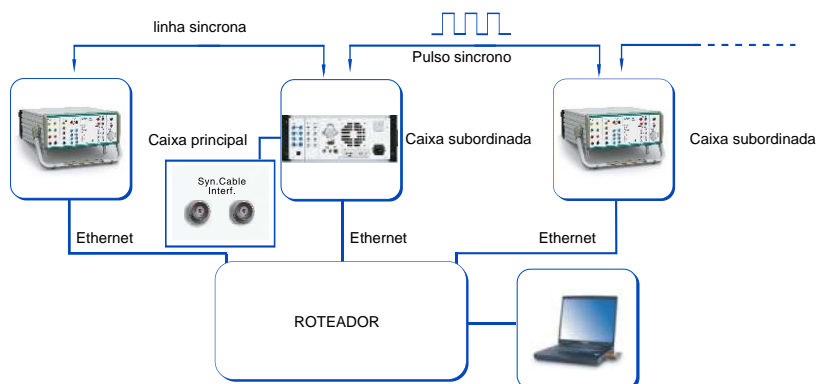 linha sincrona
Pulso sincrono
Caixa principal
Caixa subordinada
Caixa subordinada
Syn.Cable
Interf.
Ethernet
Ethernet
Ethernet
ROTEADOR